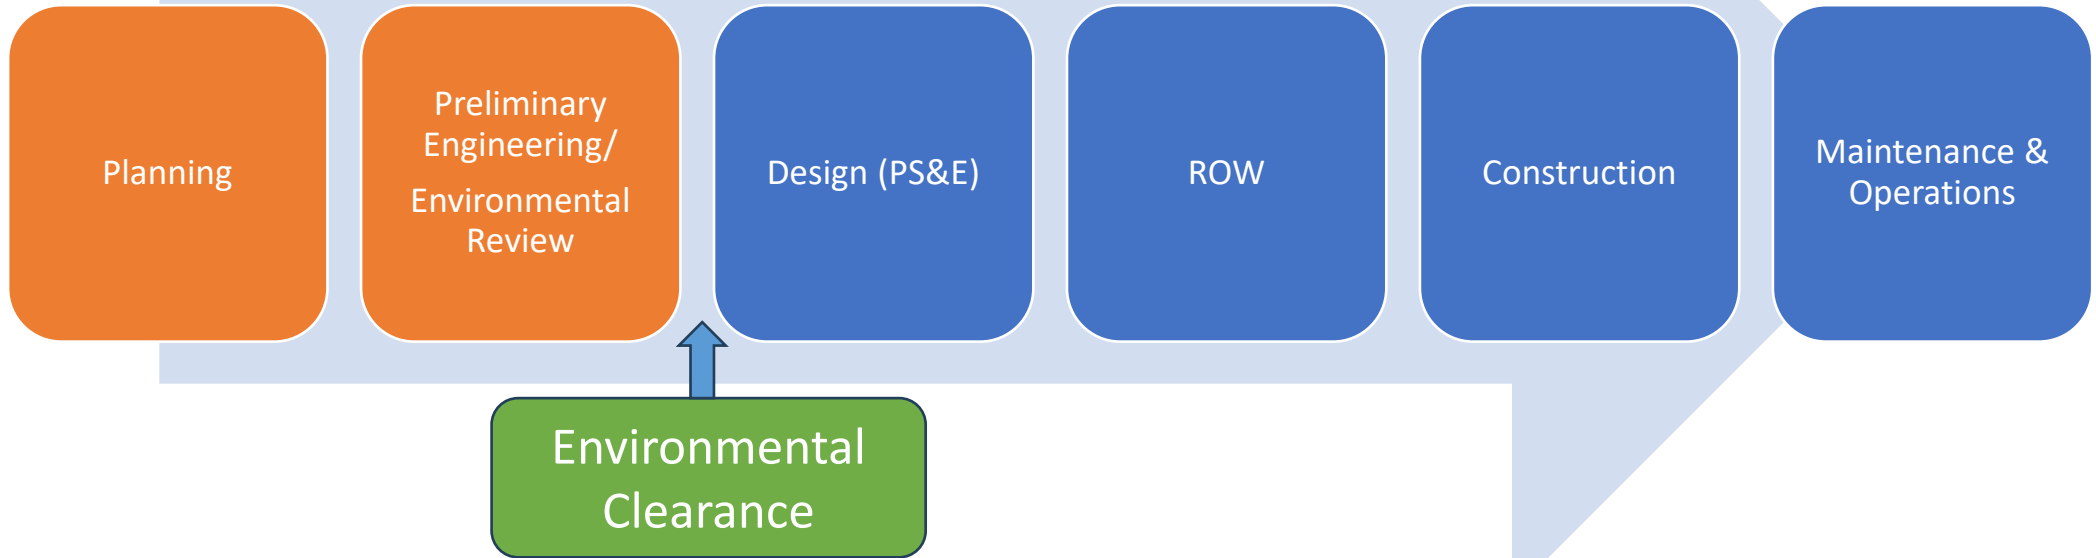 Planning
Preliminary
Engineering/
Environmental
Review
Design (PS&E)
ROW
Construction
Maintenance &
Operations
Environmental
Clearance